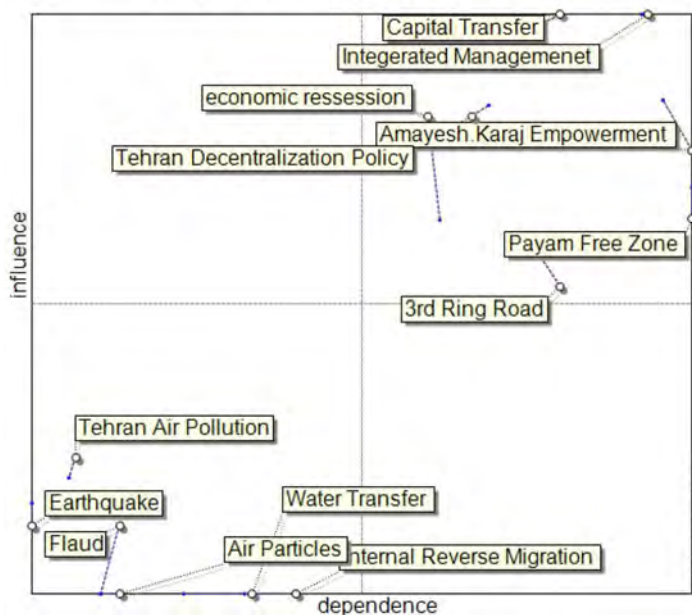 Capital Transfer
Integerated Managemenet
economic ressession
Amayesh.Karaj Empowerment
Tehran Decentralization Policy
influence
Payam Free Zone
3rd Ring Road
Tehran Air Pollution
Earthquake
Water Transfer
Flaud
Air Particles
nternal Reverse Migration
dependence